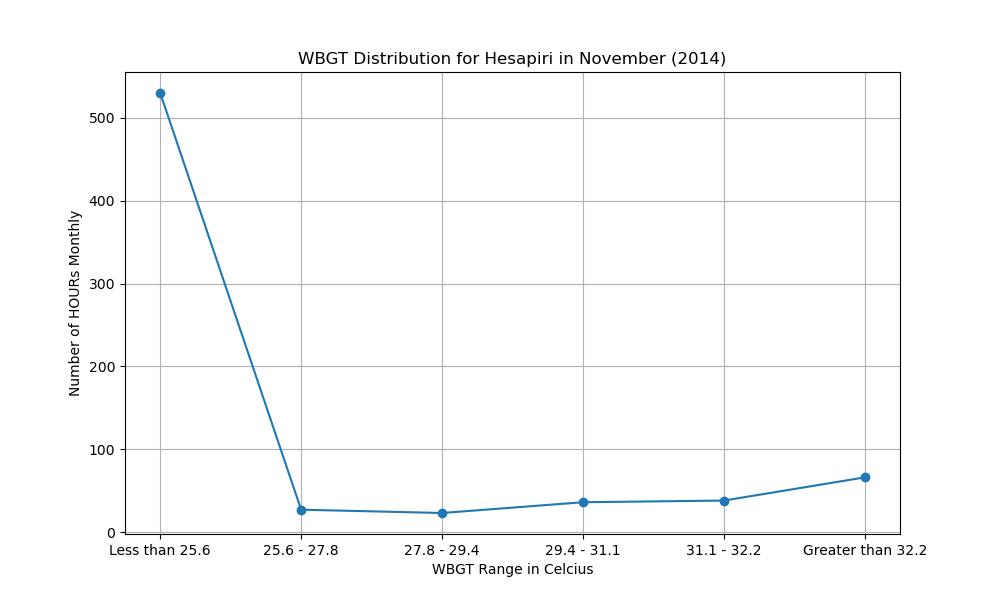 WBGT Distribution for Hesapiri in November (2014)
Number of HOURs Monthly
500
400
300
200
100
0
Less than 25.6
25.6 - 27.8
27.8 - 29.4
29.4 - 31.1
31.1 - 32.2
Greater than 32.2
WBGT Range in Celcius